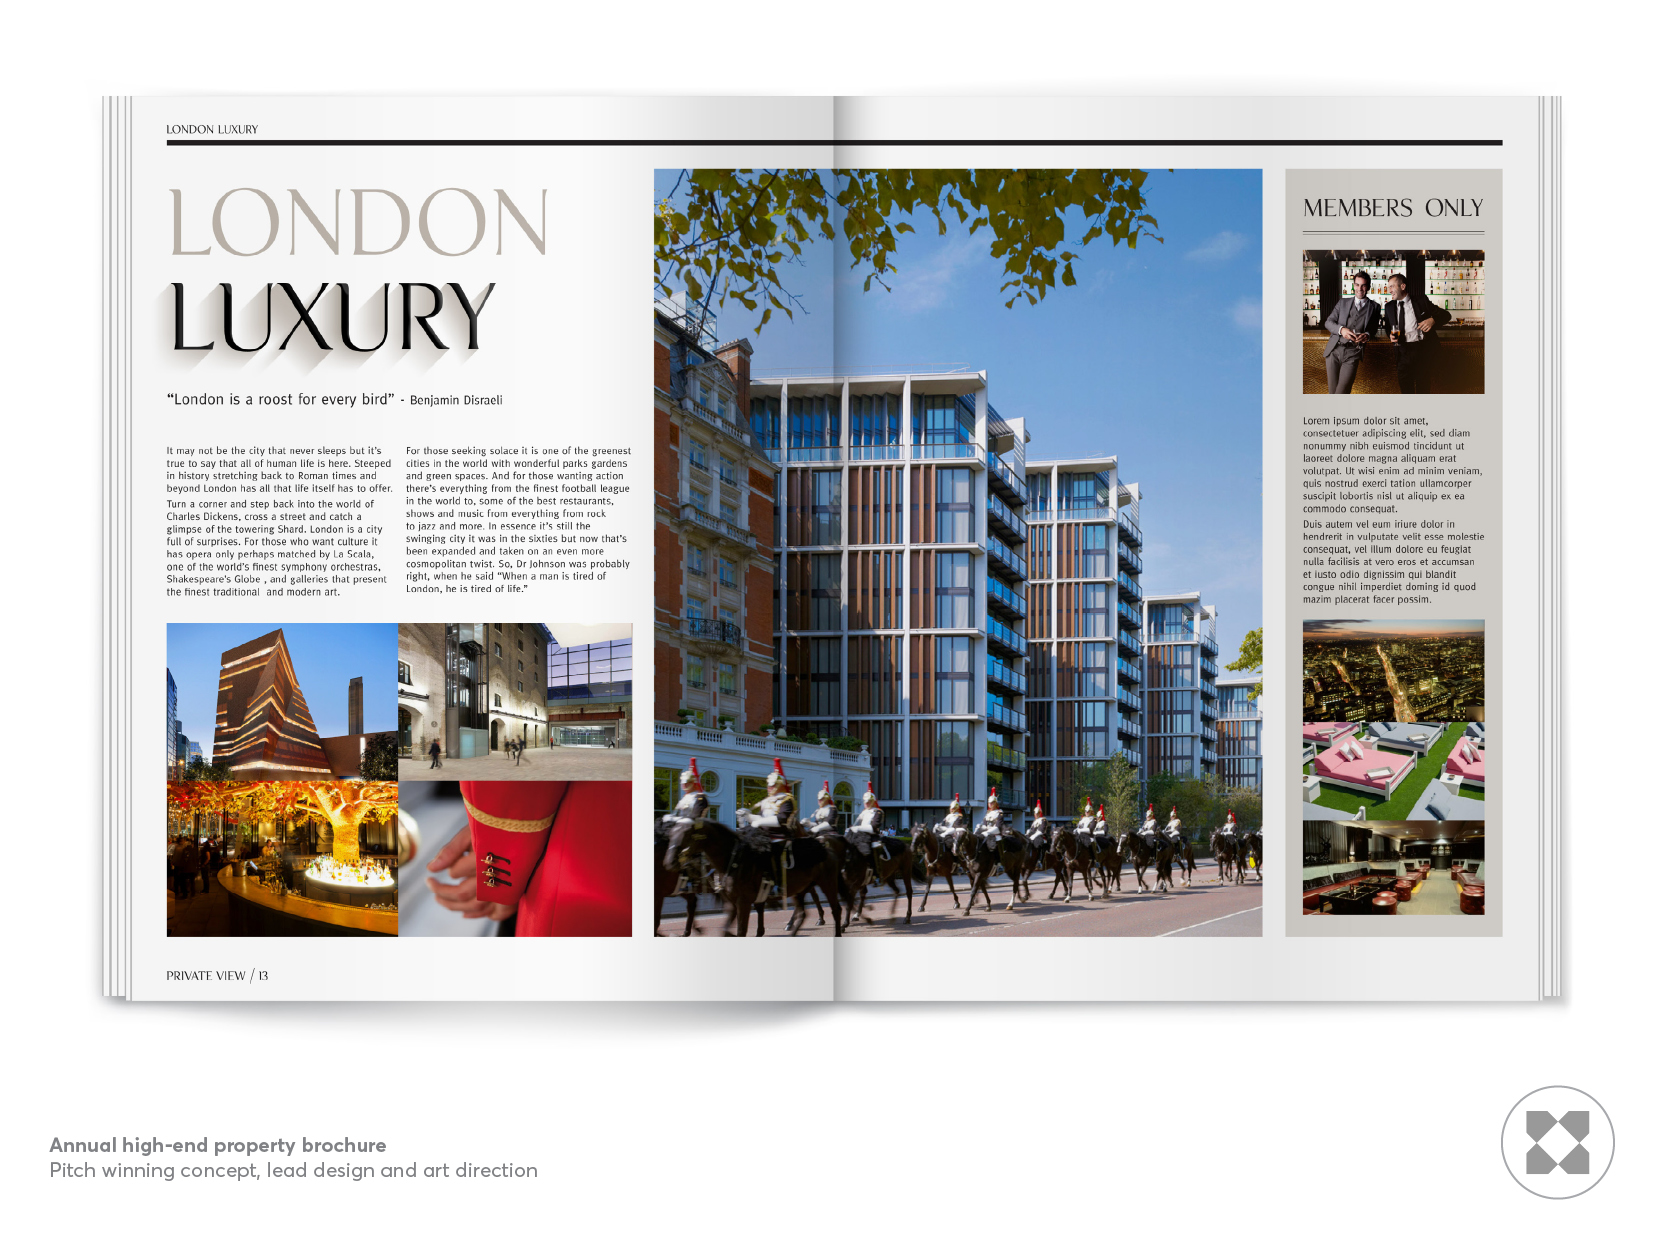 LONDON LUXURY
LONDON
LUXURY
“London is a roost for every bird” - Benjamin Disraeli
It may not be the city that never sleeps but it’s
true to say that all of human life is here. Steeped
in history stretching back to Roman times and
beyond London has all that life itself has to offer.
Turn a corner and step back into the world of
Charles Dickens, cross a street and catch a
glimpse of the towering Shard. London is a city
full of surprises. For those who want culture it
has opera only perhaps matched by La Scala,
one of the world’s finest symphony orchestras,
Shakespeare’s Globe , and galleries that present
the finest traditional  and modern art.
For those seeking solace it is one of the greenest
cities in the world with wonderful parks gardens
and green spaces. And for those wanting action
there’s everything from the finest football league
in the world to, some of the best restaurants,
shows and music from everything from rock
to jazz and more. In essence it’s still the
swinging city it was in the sixties but now that’s
been expanded and taken on an even more
cosmopolitan twist. So, Dr Johnson was probably
right, when he said “When a man is tired of
London, he is tired of life.”
MEMBERS ONLY
Lorem ipsum dolor sit amet,
consectetuer adipiscing elit, sed diam
nonummy nibh euismod tincidunt ut
laoreet dolore magna aliquam erat
volutpat. Ut wisi enim ad minim veniam,
quis nostrud exerci tation ullamcorper
suscipit lobortis nisl ut aliquip ex ea
commodo consequat.
Duis autem vel eum iriure dolor in
hendrerit in vulputate velit esse molestie
consequat, vel illum dolore eu feugiat
nulla facilisis at vero eros et accumsan
et iusto odio dignissim qui blandit
congue nihil imperdiet doming id quod
mazim placerat facer possim.
PRIVATE VIEW / 13
Annual high-end property brochure
Pitch winning concept, lead design and art direction